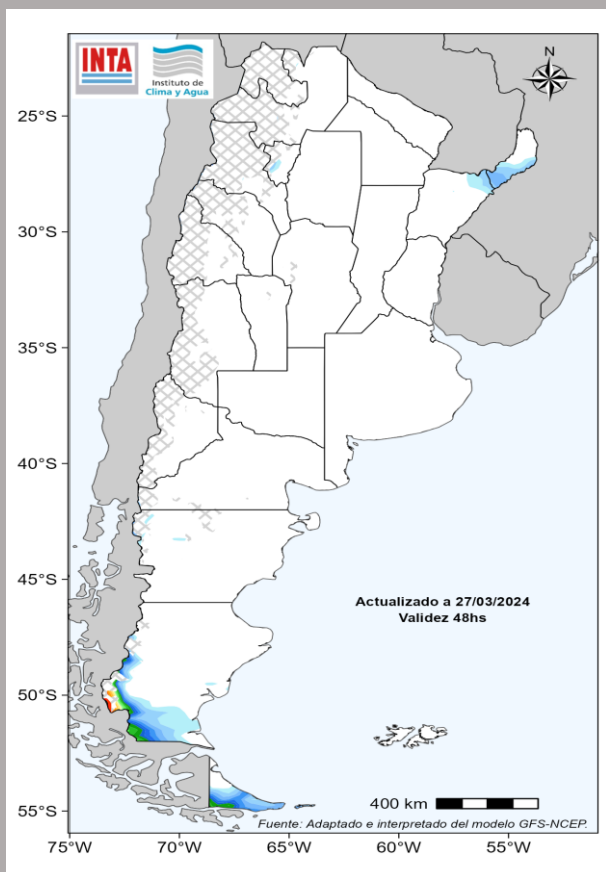 INTA
Instituto de
Clima y Agua
N
25°S
30°S
35°S
40°S
45°S
50°S
55°S
Actualizado a 27/03/2024
Validez 48hs
400 km
Fuente: Adaptado e interpretado del modelo GFS-NCEP.
75°W
70°W
65°W
60°W
55°W